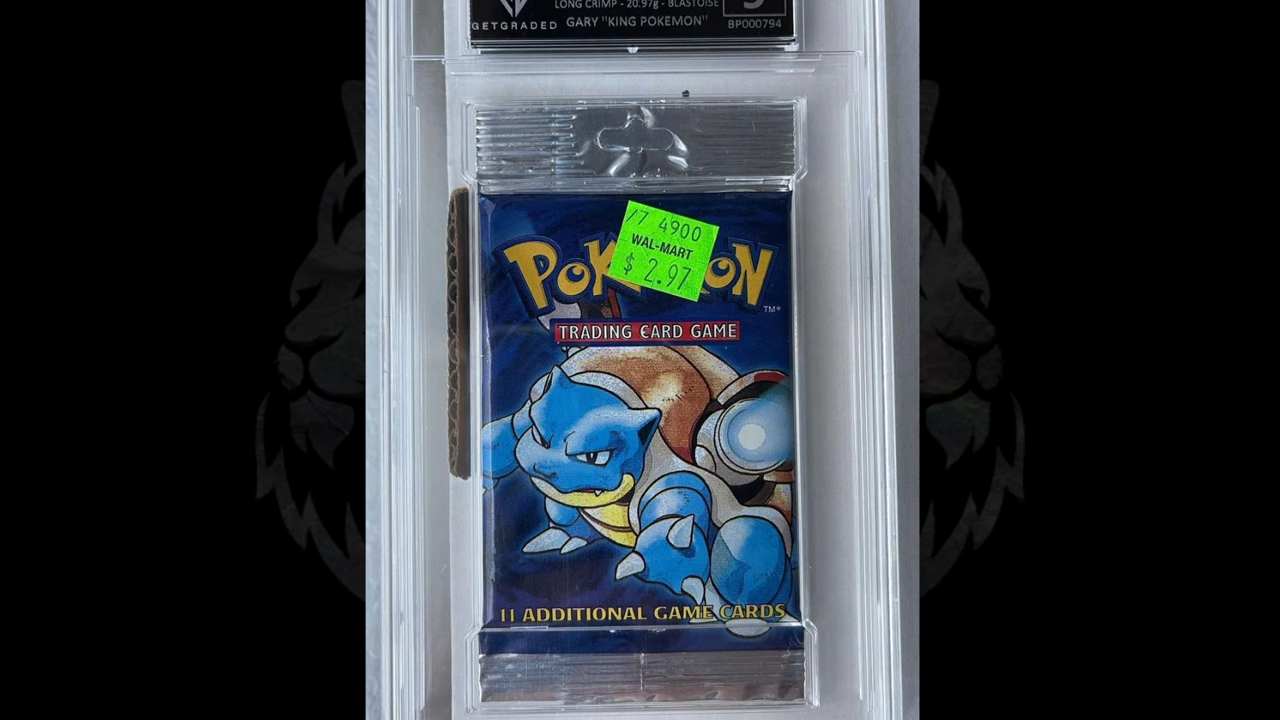 LONG CRIMP - 20.97g - BLASTOISE
GETGRADED
GARY "KING POKEMON"
BP000794
/7 4900
WAL-MART
$ 2.97
POKÉMON
TM*
TRADING CARD GAME
11 ADDITIONAL GAME CARDS